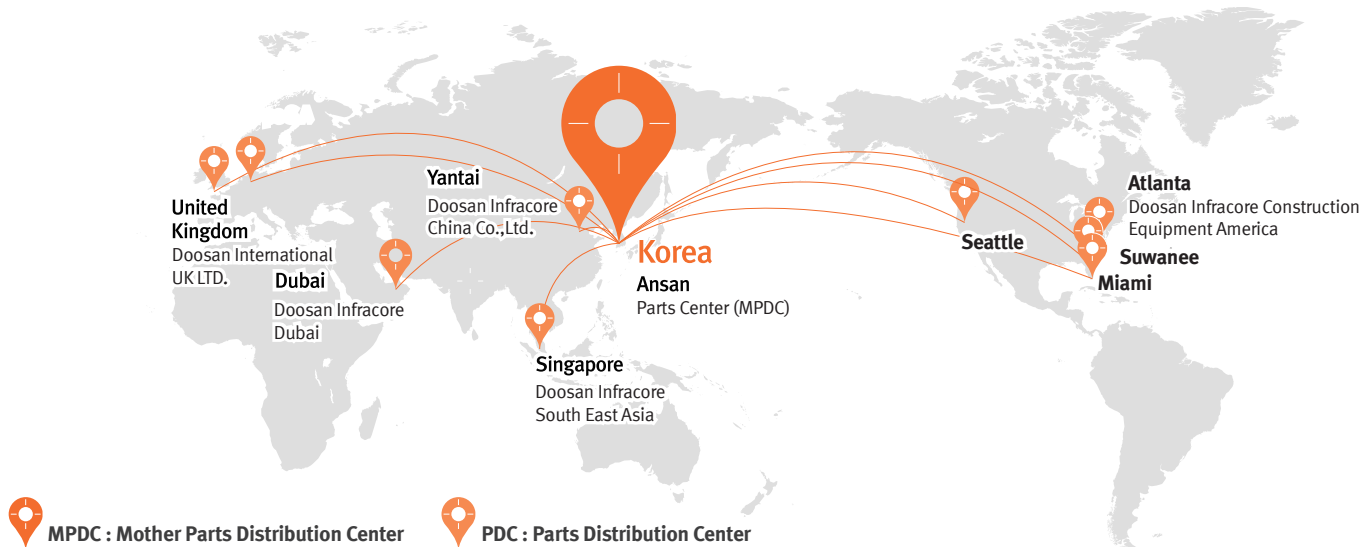 United
Kingdom
Doosan International
UK LTD.
Dubai
Doosan Infracore
Dubai
Yantai
Doosan Infracore
China Co.,Ltd.
Korea
Ansan
Parts Center (MPDC)
Singapore
Doosan Infracore
South East Asia
Seattle
Atlanta
Doosan Infracore Construction
Equipment America
Suwanee
Miami
MPDC : Mother Parts Distribution Center
PDC : Parts Distribution Center